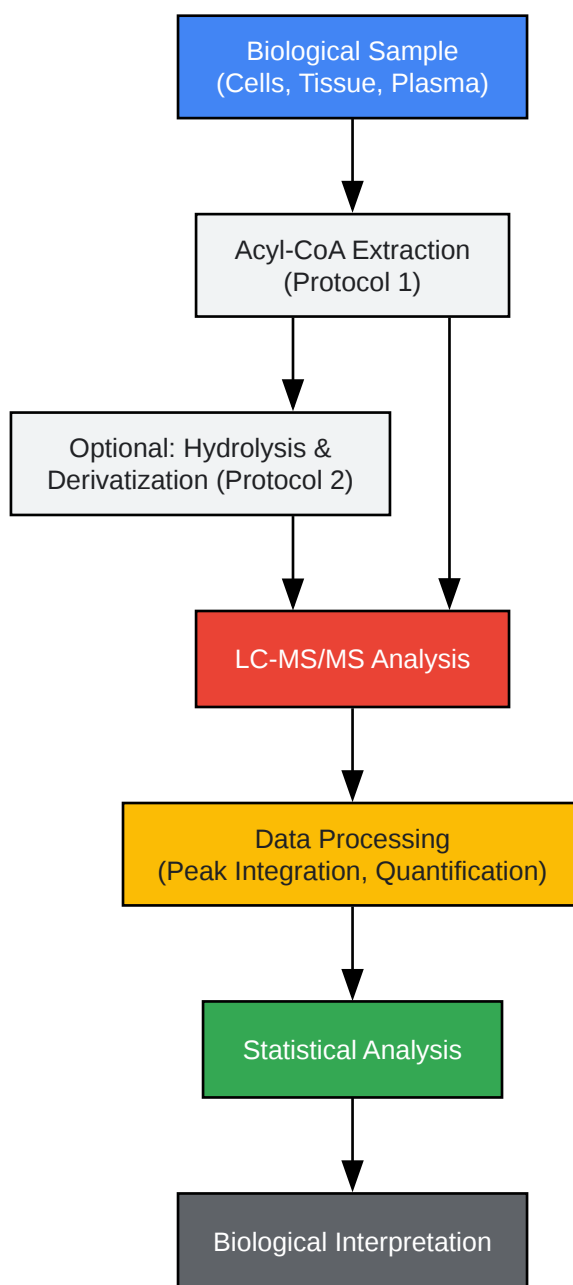 Biological Sample
(Cells, Tissue, Plasma)
Acyl-CoA Extraction
(Protocol 1)
Optional: Hydrolysis &
Derivatization (Protocol 2)
LC-MS/MS Analysis
Data Processing
(Peak Integration, Quantification)
Statistical Analysis
Biological Interpretation